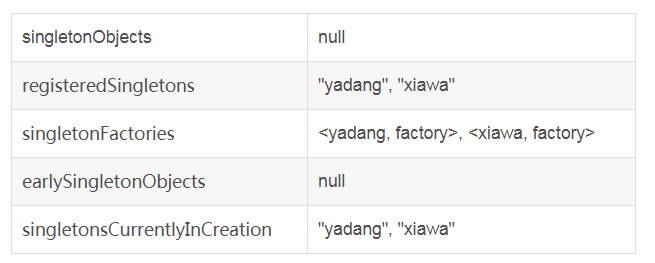 singletonObjects null
registeredSingletons "yadang", "xiawa"
singletonFactories <yadang, factory>, <xiawa, factory>
earlySingletonObjects null
singletonsCurrentlyInCreation "yadang", "xiawa"